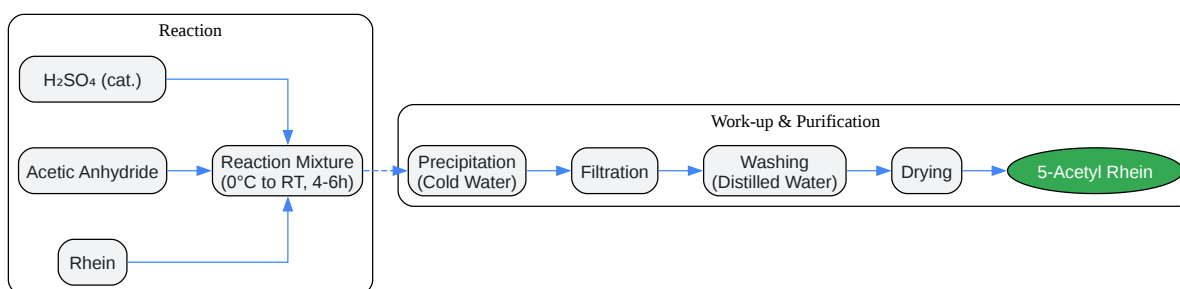 Reaction
H₂SO₄ (cat.)
Acetic Anhydride
Reaction Mixture
(0°C to RT, 4-6h)
Rhein
Work-up & Purification
Precipitation
(Cold Water)
Filtration
Washing
(Distilled Water)
Drying
5-Acetyl Rhein